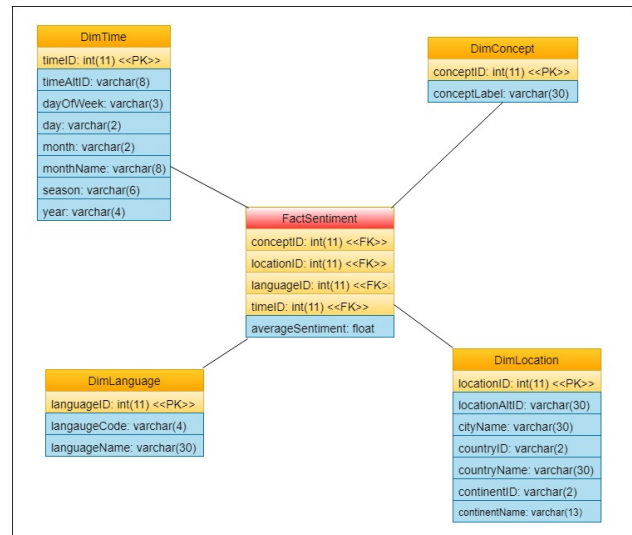 DimTime
timeID: int(11) <<PK>>
timeAltID: varchar(8)
dayOfWeek: varchar(3)
day: varchar(2)
month: varchar(2)
monthName: varchar(8)
season: varchar(6)
year: varchar(4)
DimConcept
conceptID: int(11) <<PK>>
conceptLabel: varchar(30)
FactSentiment
conceptID: int(11) <<FK>>
locationID: int(11) <<FK>>
languageID: int(11) <<FK>
timeID: int(11) <<FK>>
averageSentiment: float
DimLanguage
languageID: int(11) <<PK>>
langaugeCode: varchar(4)
languageName: varchar(30)
DimLocation
locationID: int(11) <<PK>>
locationAltID: varchar(30)
cityName: varchar(30)
countryID: varchar(2)
countryName: varchar(30)
continentID: varchar(2)
continentName: varchar(13)